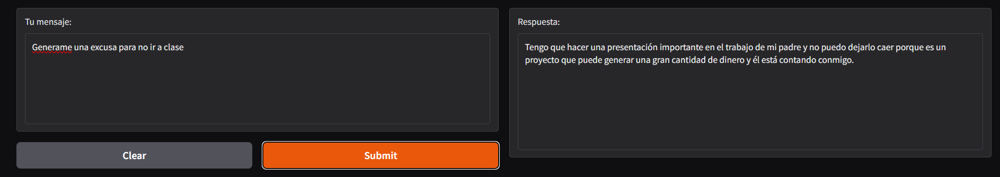 Tu mensaje:
Generame una excusa para no ir a clase
Clear
Submit
Respuesta:
Tengo que hacer una presentación importante en el trabajo de mi padre y no puedo dejarlo caer porque es un
proyecto que puede generar una gran cantidad de dinero y él está contando conmigo.